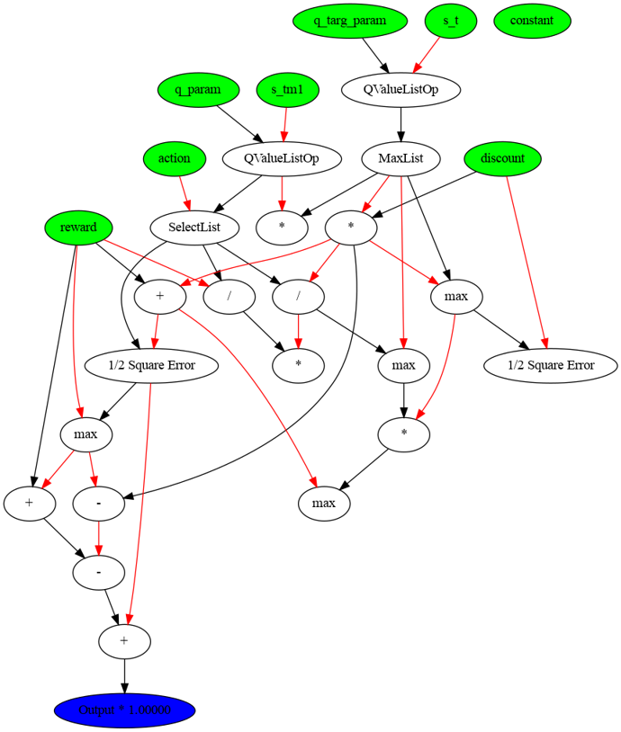 q_targ_param
s_t
constant
QValueListOp
q_param
s_tm1
action
QValueListOp
MaxList
discount
reward
SelectList
*
*
+
/
/
max
1/2 Square Error
*
max
1/2 Square Error
max
*
+
-
max
-
+
Output * 1.00000